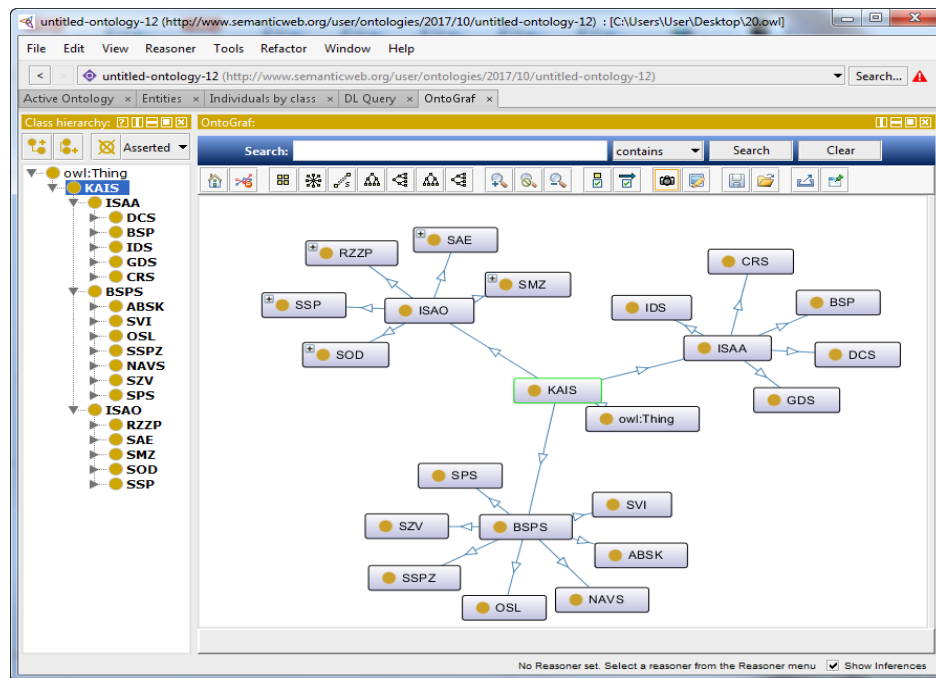 untitled-ontology-12 (http://www.semanticweb.org/user/ontologies/2017/10/untitled-ontology-12) : [C:\Users\User\Desktop\20.owl]
File Edit View Reasoner Tools Refactor Window Help
< > untitled-ontology-12 (http://www.semanticweb.org/user/ontologies/2017/10/untitled-ontology-12) Search...
Active Ontology × Entities × Individuals by class × DL Query × OntoGraf ×
Class hierarchy: OntoGraf:
Asserted
Search: contains Search Clear
owl:Thing
KAIS
ISAA
DCS
BSP
IDS
GDS
CRS
BSPS
ABSK
SVI
OSL
SSPZ
NAVS
SZV
SPS
ISAO
RZZP
SAE
SMZ
SOD
SSP
SAE
RZZP
CRS
SMZ
SSP
ISAO
IDS
BSP
SOD
ISAA
DCS
KAIS
GDS
owl:Thing
SPS
SVI
SZV
BSPS
ABSK
SSPZ
OSL
NAVS
No Reasoner set. Select a reasoner from the Reasoner menu Show Inferences